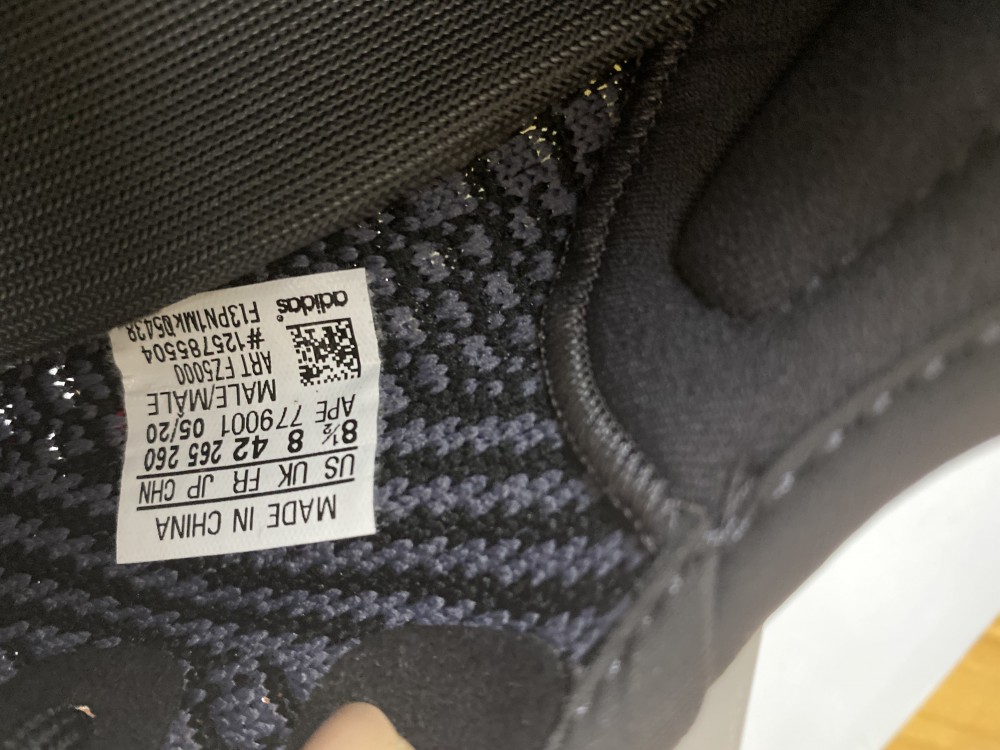 MADE IN CHINA
US UK FR JP CHN
8½ 8 42 265 260
APE 779001 05/20
MALE/MÂLE
ART FZ5000
#125785504
adidas®